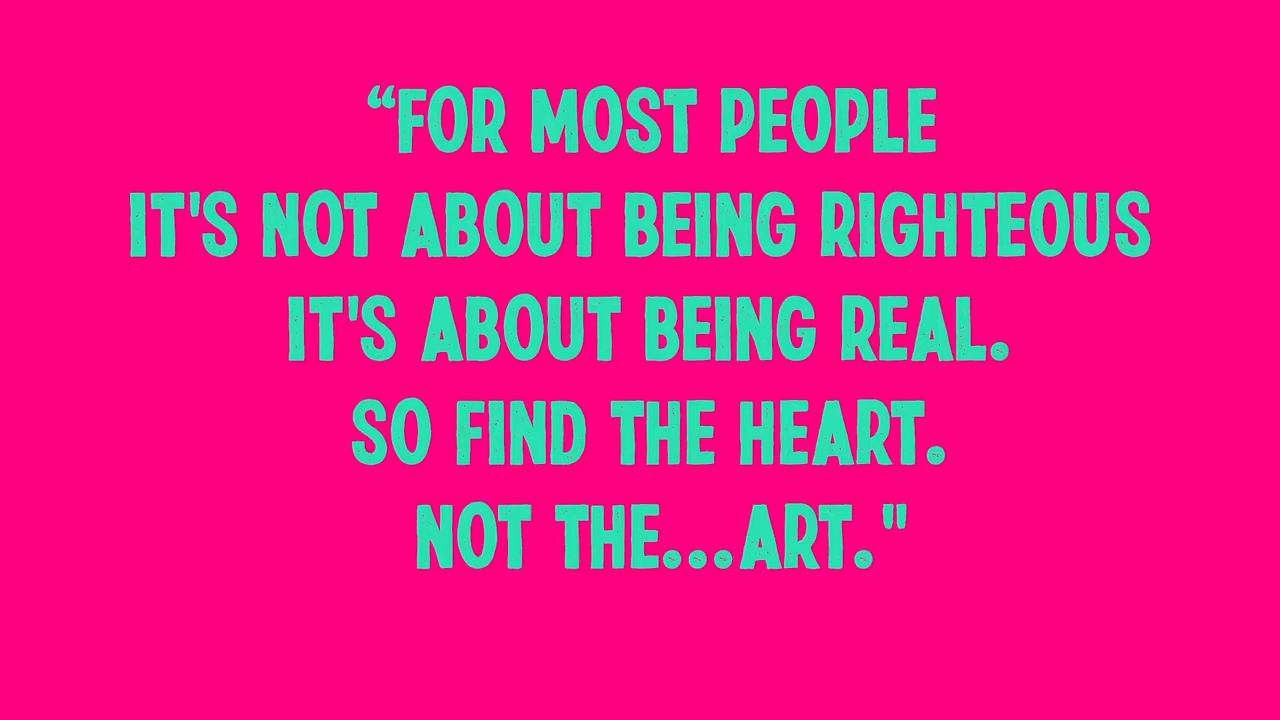 “FOR MOST PEOPLE
IT'S NOT ABOUT BEING RIGHTEOUS
IT'S ABOUT BEING REAL.
SO FIND THE HEART.
NOT THE...ART."